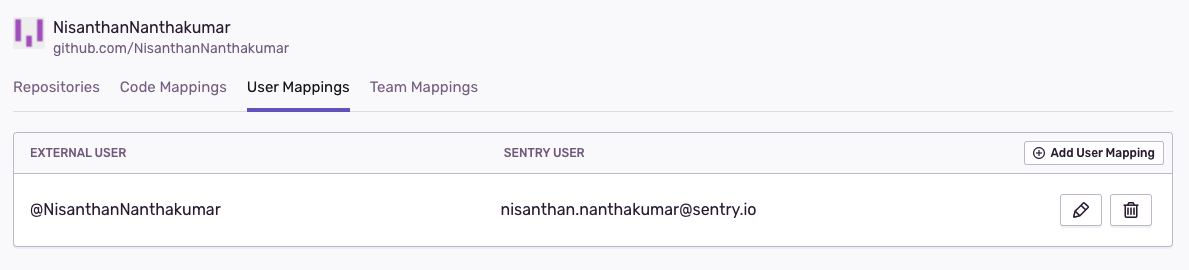 NisanthanNanthakumar
github.com/NisanthanNanthakumar
Repositories Code Mappings User Mappings Team Mappings
EXTERNAL USER SENTRY USER Add User Mapping
@NisanthanNanthakumar nisanthan.nanthakumar@sentry.io